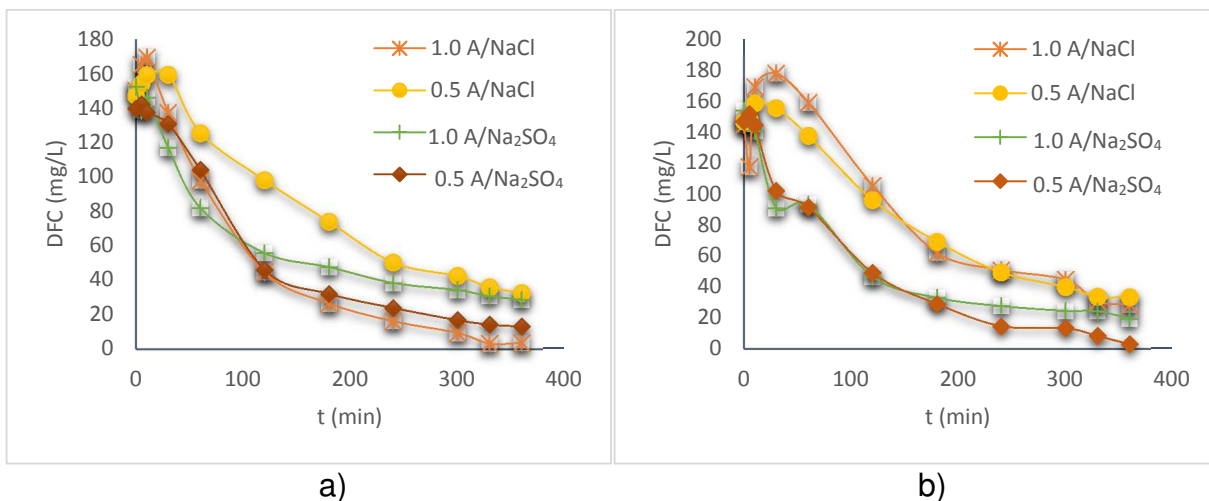 180
160
140
120
100
80
60
40
20
0
DFC (mg/L)
0 100 200 300 400
t (min)
1.0 A/NaCl
0.5 A/NaCl
1.0 A/Na₂SO₄
0.5 A/Na₂SO₄
a)
200
180
160
140
120
100
80
60
40
20
0
DFC (mg/L)
0 100 200 300 400
t (min)
1.0 A/NaCl
0.5 A/NaCl
1.0 A/Na₂SO₄
0.5 A/Na₂SO₄
b)